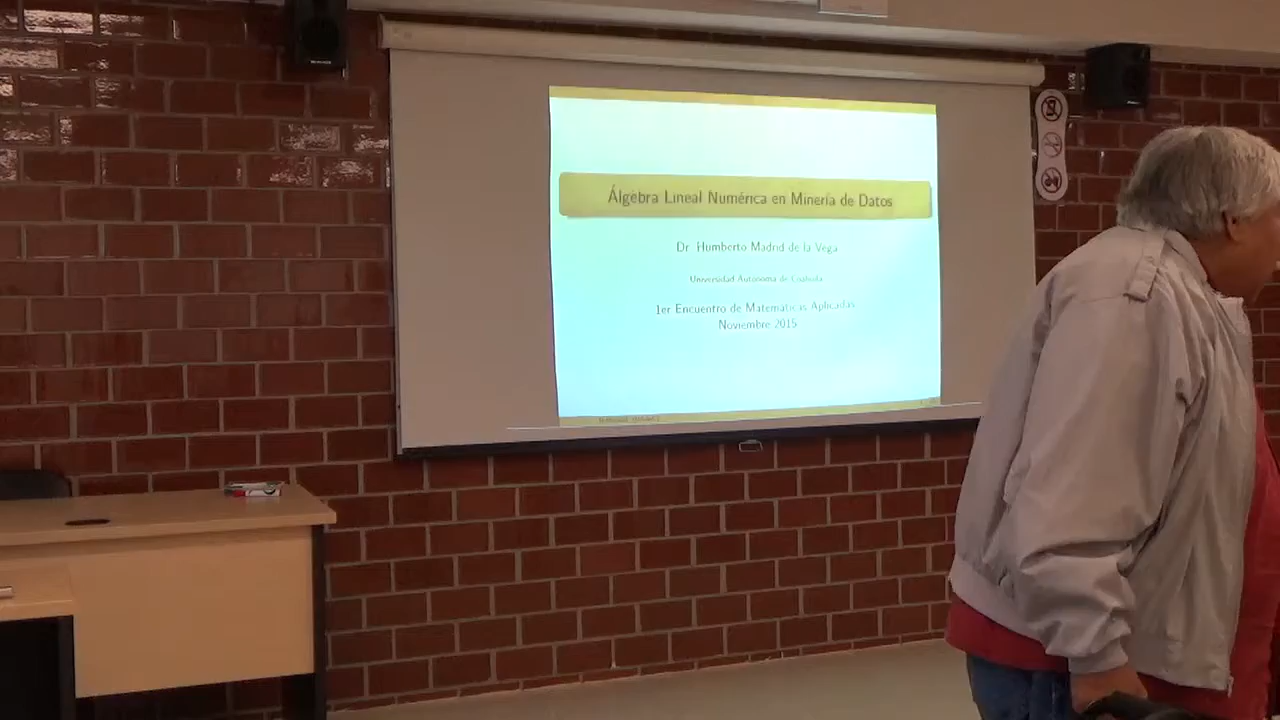 Álgebra Lineal Numérica en Minería de Datos
Dr. Humberto Madrid de la Vega
Universidad Autónoma de Coahuila
1er Encuentro de Matemáticas Aplicadas
Noviembre 2015